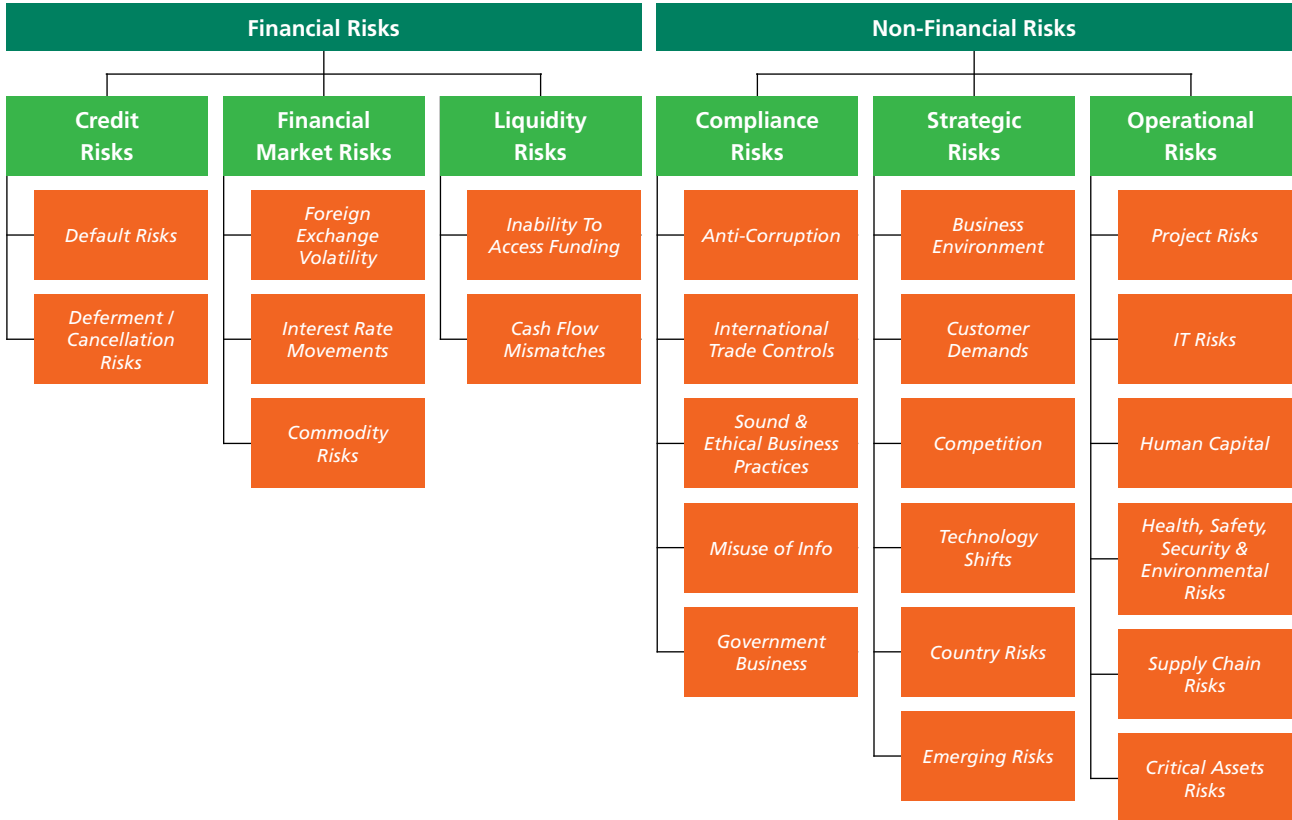 Financial Risks
Non-Financial Risks
Credit
Risks
Financial
Market Risks
Liquidity
Risks
Compliance
Risks
Strategic
Risks
Operational
Risks
Default Risks
Deferment /
Cancellation
Risks
Foreign
Exchange
Volatility
Interest Rate
Movements
Commodity
Risks
Inability To
Access Funding
Cash Flow
Mismatches
Anti-Corruption
International
Trade Controls
Sound &
Ethical Business
Practices
Misuse of Info
Government
Business
Business
Environment
Customer
Demands
Competition
Technology
Shifts
Country Risks
Emerging Risks
Project Risks
IT Risks
Human Capital
Health, Safety,
Security &
Environmental
Risks
Supply Chain
Risks
Critical Assets
Risks